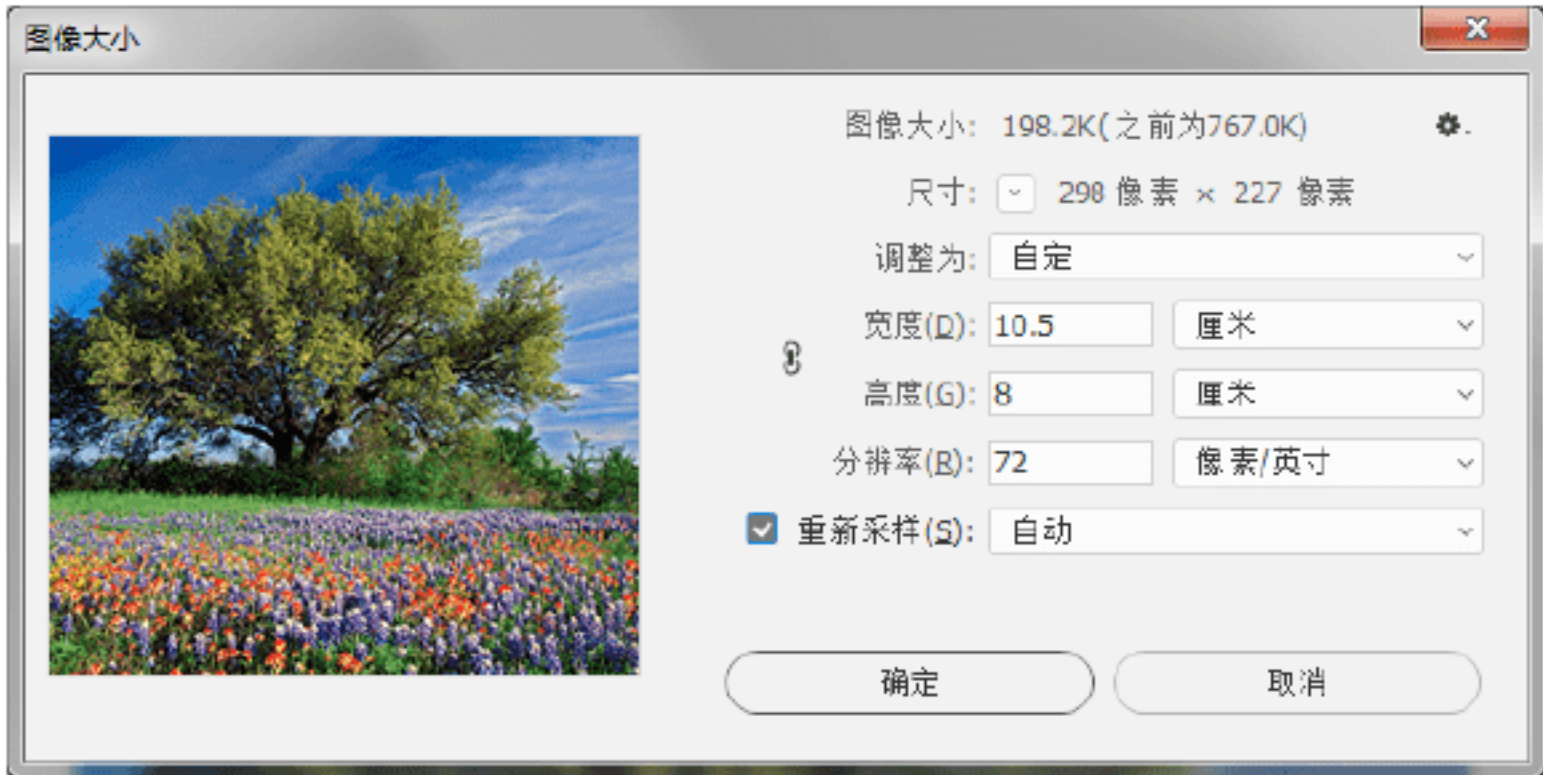 图像大小
图像大小: 198.2K(之前为767.0K)
尺寸: 298 像素 × 227 像素
调整为: 自定
宽度(D): 10.5 厘米
高度(G): 8 厘米
分辨率(R): 72 像素/英寸
重新采样(S): 自动
确定 取消